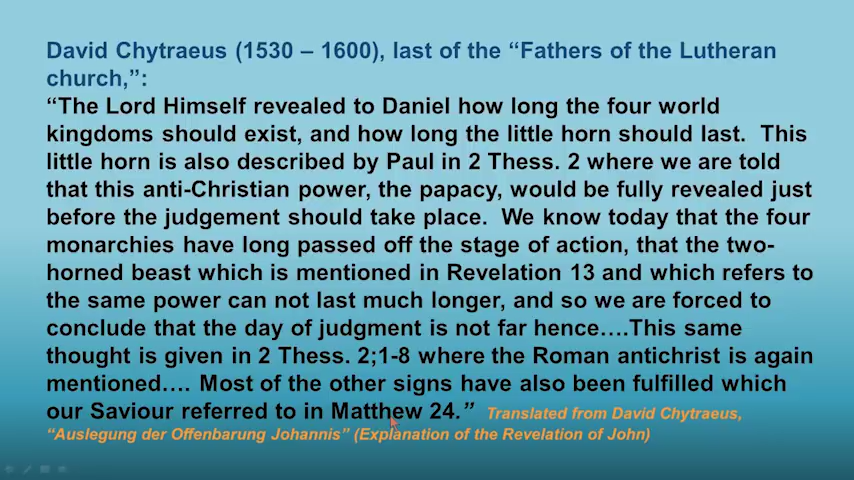 David Chytraeus (1530 – 1600), last of the “Fathers of the Lutheran
church,”:
“The Lord Himself revealed to Daniel how long the four world
kingdoms should exist, and how long the little horn should last.  This
little horn is also described by Paul in 2 Thess. 2 where we are told
that this anti-Christian power, the papacy, would be fully revealed just
before the judgement should take place.  We know today that the four
monarchies have long passed off the stage of action, that the two-
horned beast which is mentioned in Revelation 13 and which refers to
the same power can not last much longer, and so we are forced to
conclude that the day of judgment is not far hence….This same
thought is given in 2 Thess. 2;1-8 where the Roman antichrist is again
mentioned…. Most of the other signs have also been fulfilled which
our Saviour referred to in Matthew 24.”  Translated from David Chytraeus,
“Auslegung der Offenbarung Johannis” (Explanation of the Revelation of John)